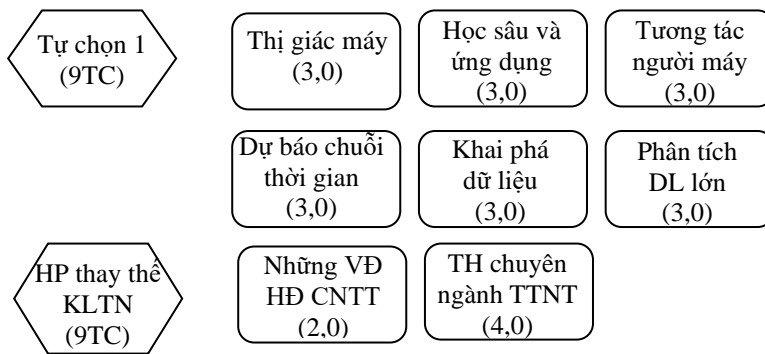 Tự chọn 1
(9TC)
Thị giác máy
(3,0)
Học sâu và
ứng dụng
(3,0)
Tương tác
người máy
(3,0)
Dự báo chuỗi
thời gian
(3,0)
Khai phá
dữ liệu
(3,0)
Phân tích
DL lớn
(3,0)
HP thay thế
KLTN
(9TC)
Những VĐ
HĐ CNTT
(2,0)
TH chuyên
ngành TTNT
(4,0)